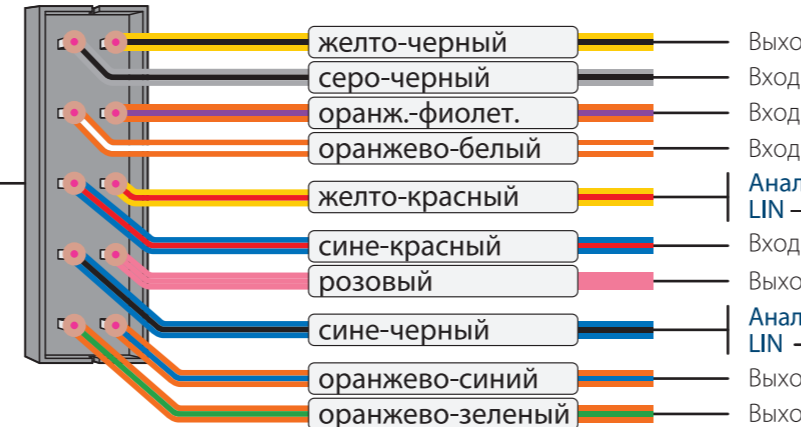 желто-черный
Выхо
серо-черный
Вход
оранж.-фиолет.
Вход
оранжево-белый
Вход
желто-красный
Анал
LIN –
сине-красный
Вход
розовый
Выхо
сине-черный
Анал
LIN –
оранжево-синий
Выхо
оранжево-зеленый
Выхо